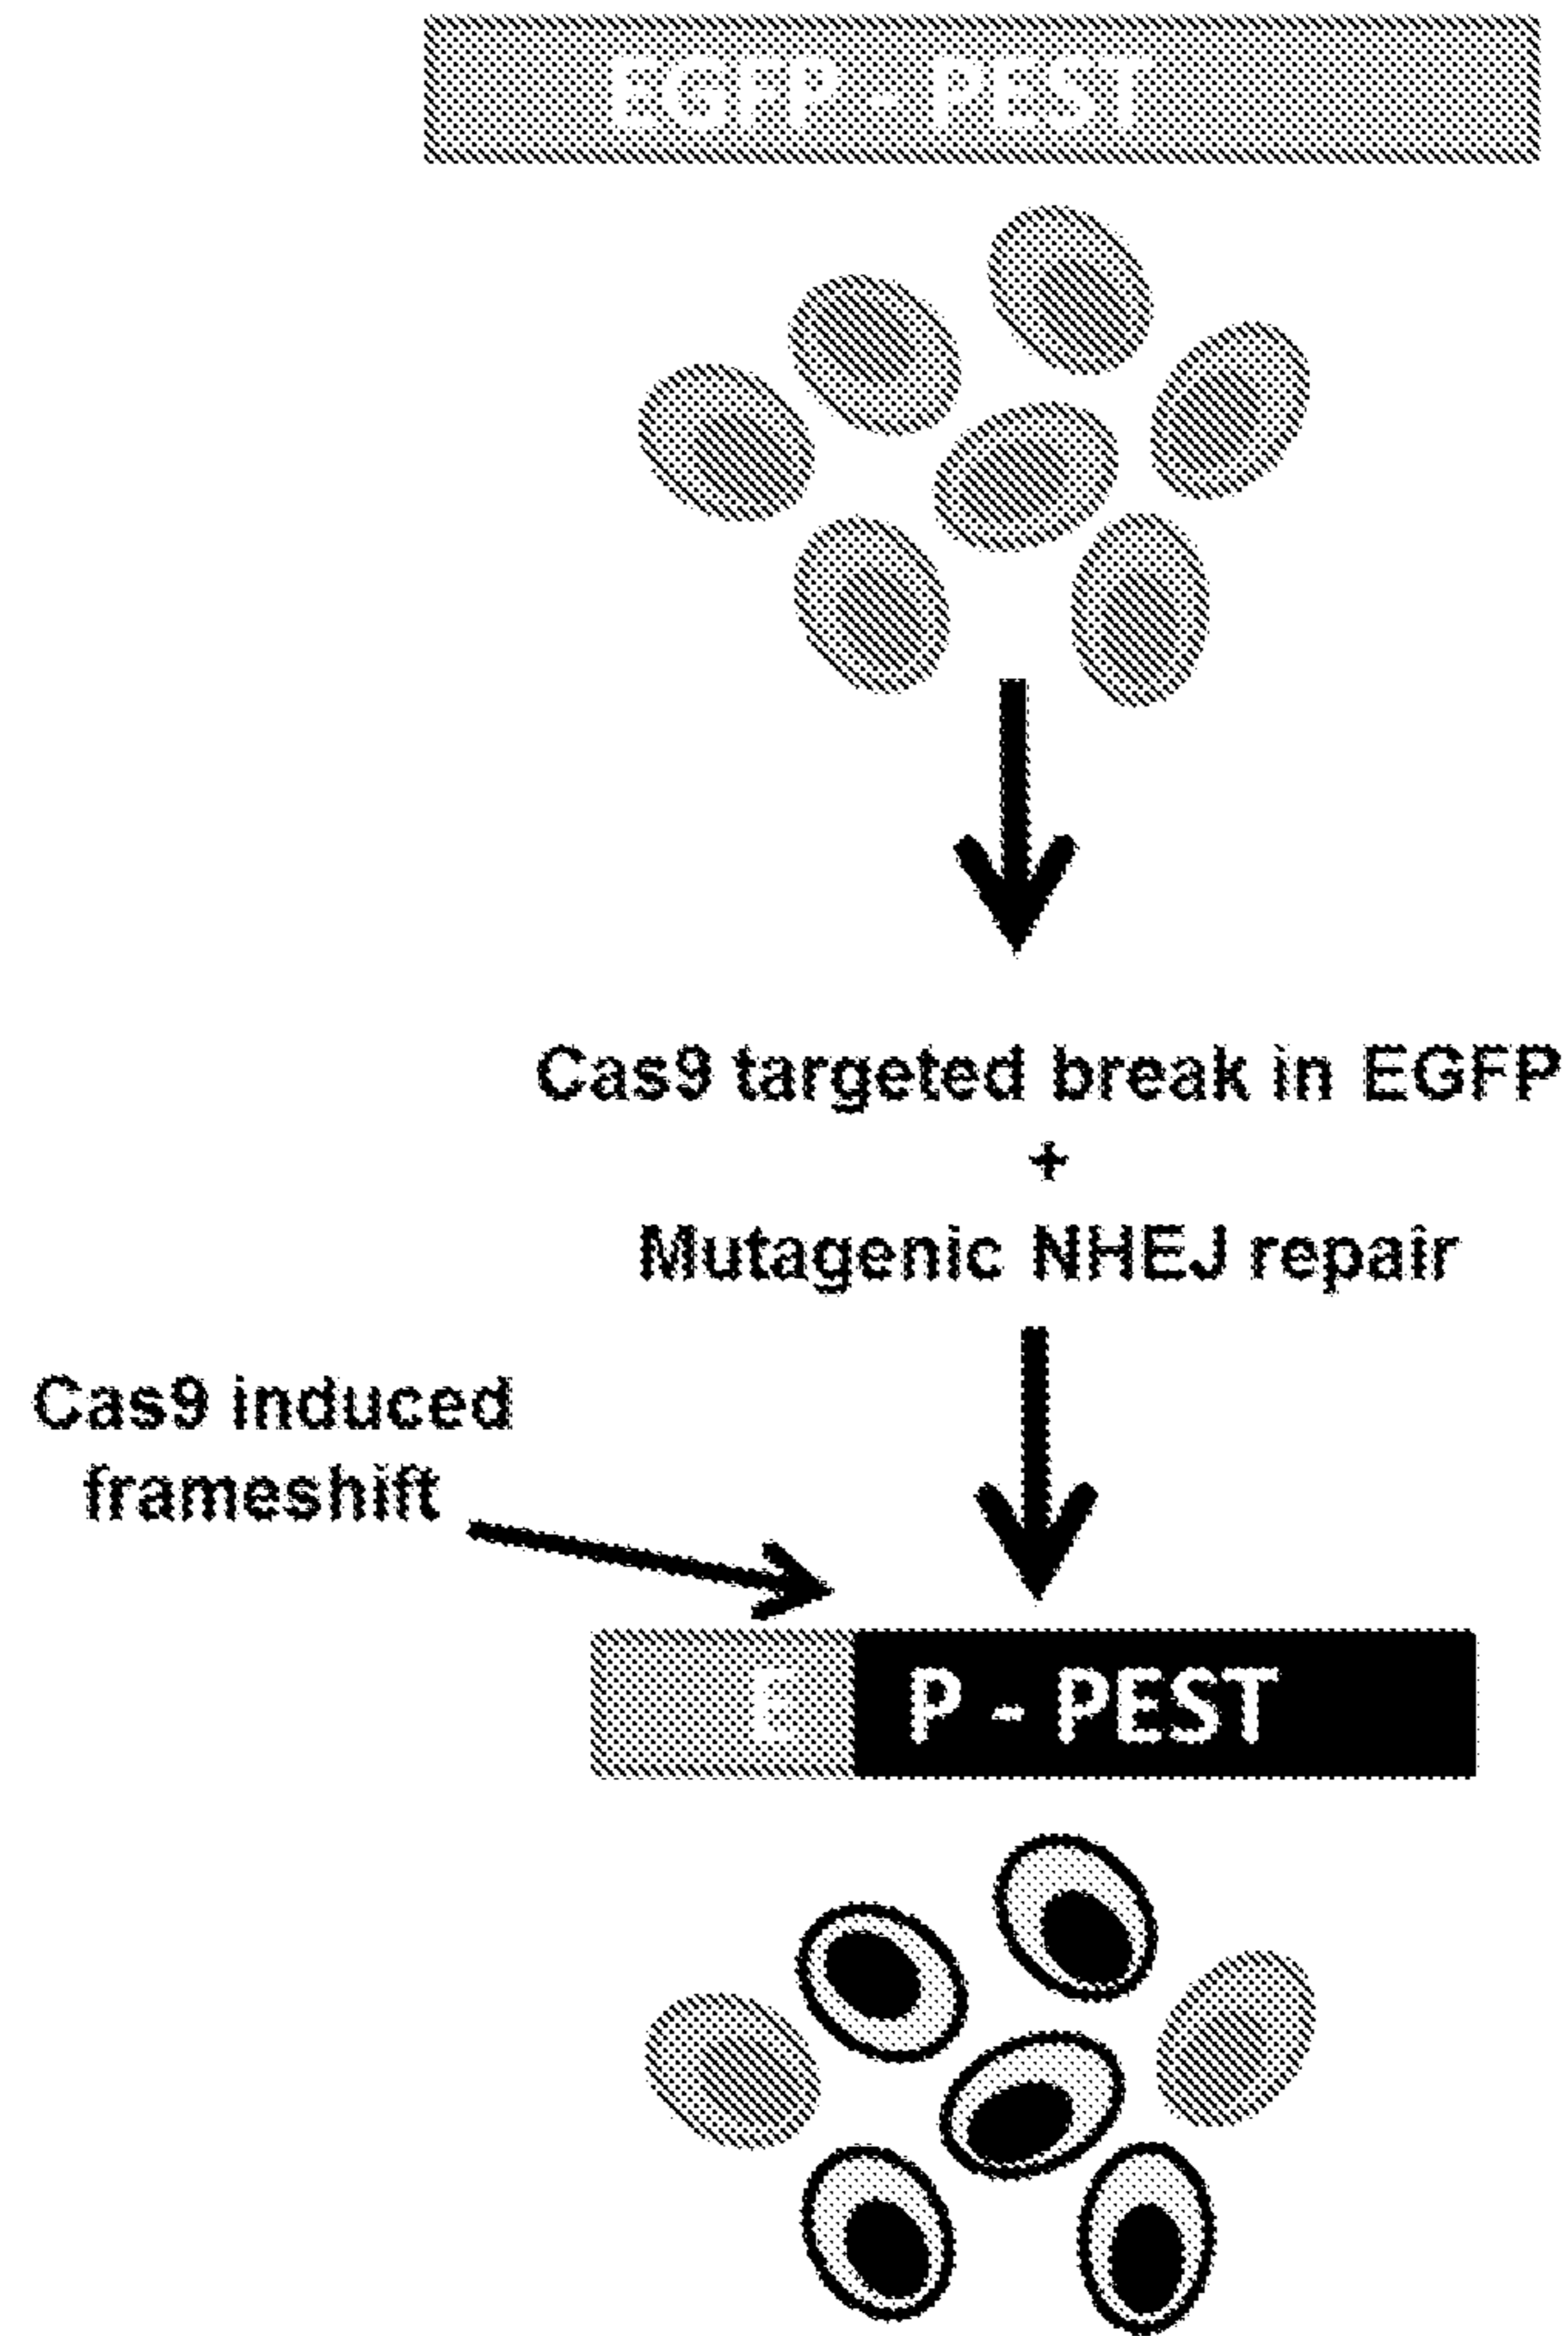 EGFP - PEST
Cas9 targeted break in EGFP
+
Mutagenic NHEJ repair
Cas9 induced
frameshift
E P - PEST